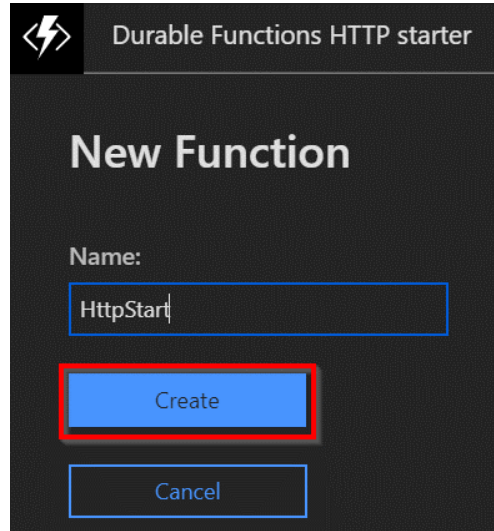 Durable Functions HTTP starter
New Function
Name:
HttpStart
Create
Cancel